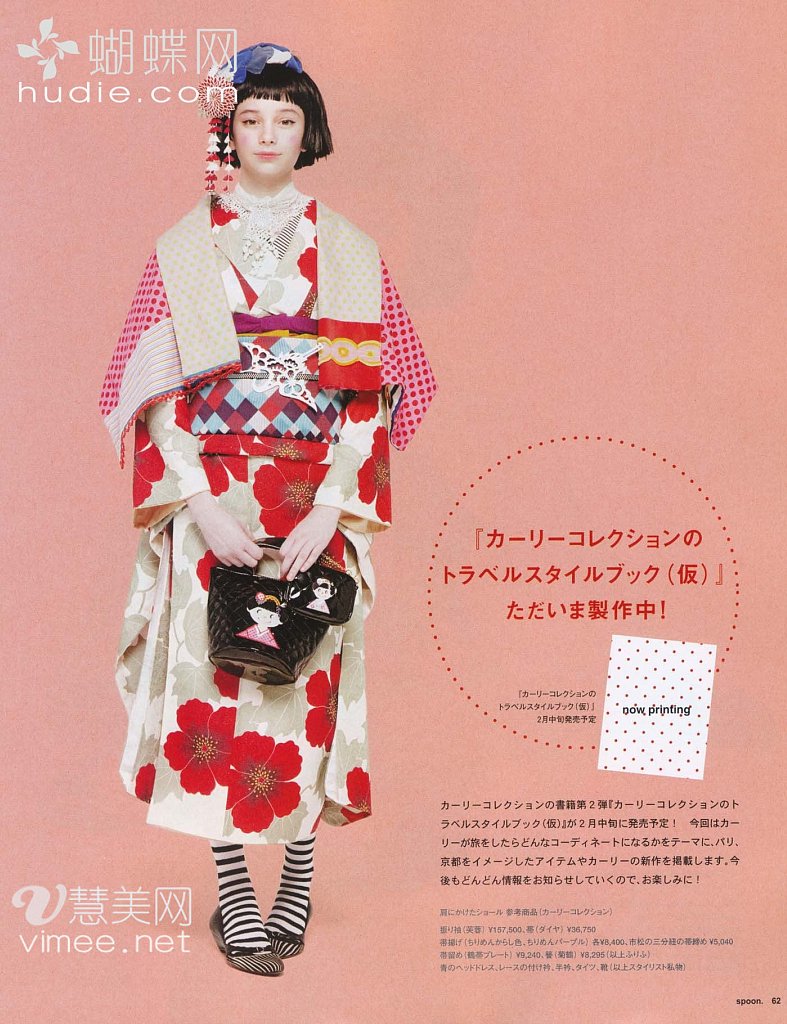 蝴蝶网
hudie.com
『カーリーコレクションの
トラベルスタイルブック（仮）』
ただいま製作中！
now printing
『カーリーコレクションの
トラベルスタイルブック（仮）』
2月中旬発売予定
カーリーコレクションの書籍第2弾『カーリーコレクションのト
ラベルスタイルブック（仮）』が2月中旬に発売予定！　今回はカー
リーが旅をしたらどんなコーディネートになるかをテーマに、パリ、
京都をイメージしたアイテムやカーリーの新作を掲載します。今
後もどんどん情報をお知らせしていくので、お楽しみに！
肩にかけたショール 参考商品（カーリーコレクション）
振り袖（芙蓉） ¥157,500、帯（ダイヤ） ¥36,750
帯揚げ（ちりめんからし色、ちりめんパープル） 各¥8,400、市松の三分紐の帯締め ¥5,040
帯留め（鶴帯プレート） ¥9,240、簪（菊鶴） ¥8,295（以上ふりふ）
青のヘッドドレス、レースの付け衿、半衿、タイツ、靴（以上スタイリスト私物）
慧美网
vimee.net
spoon. 62